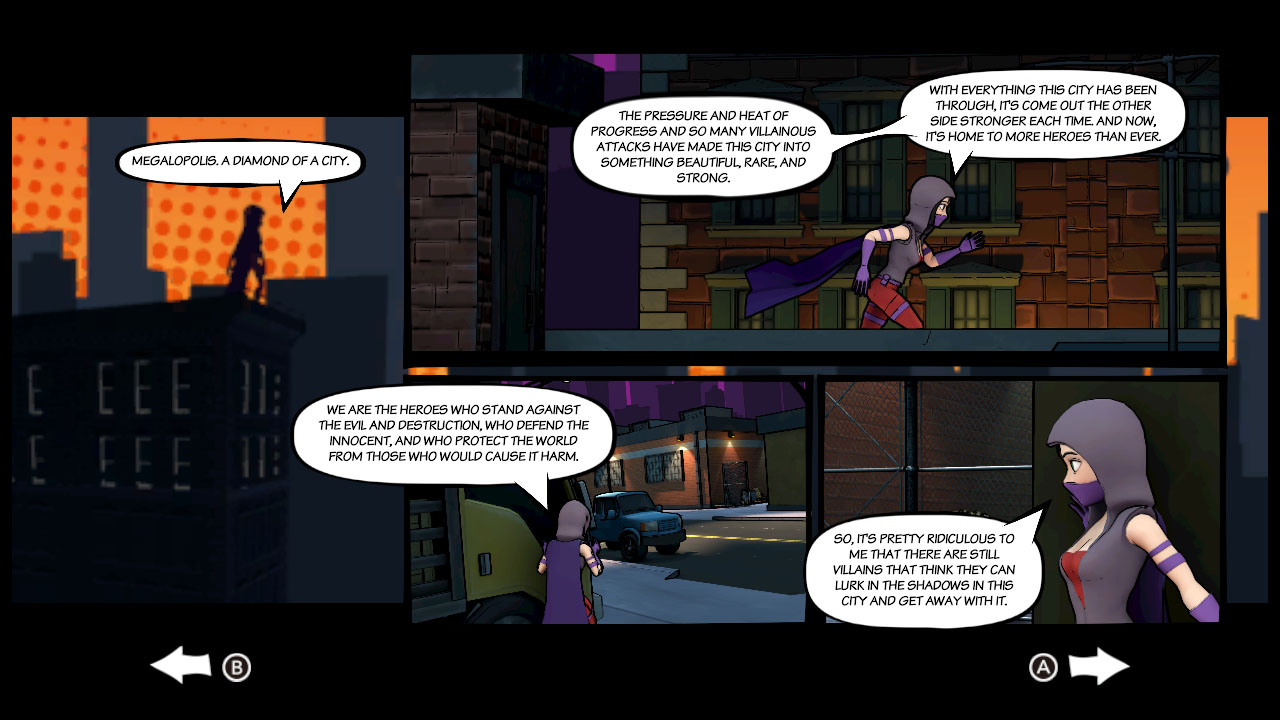 MEGALOPOLIS. A DIAMOND OF A CITY.
THE PRESSURE AND HEAT OF
PROGRESS AND SO MANY VILLAINOUS
ATTACKS HAVE MADE THIS CITY INTO
SOMETHING BEAUTIFUL, RARE, AND
STRONG.
WITH EVERYTHING THIS CITY HAS BEEN
THROUGH, IT'S COME OUT THE OTHER
SIDE STRONGER EACH TIME. AND NOW,
IT'S HOME TO MORE HEROES THAN EVER.
WE ARE THE HEROES WHO STAND AGAINST
THE EVIL AND DESTRUCTION, WHO DEFEND THE
INNOCENT, AND WHO PROTECT THE WORLD
FROM THOSE WHO WOULD CAUSE IT HARM.
SO, IT'S PRETTY RIDICULOUS TO
ME THAT THERE ARE STILL
VILLAINS THAT THINK THEY CAN
LURK IN THE SHADOWS IN THIS
CITY AND GET AWAY WITH IT.
B
A